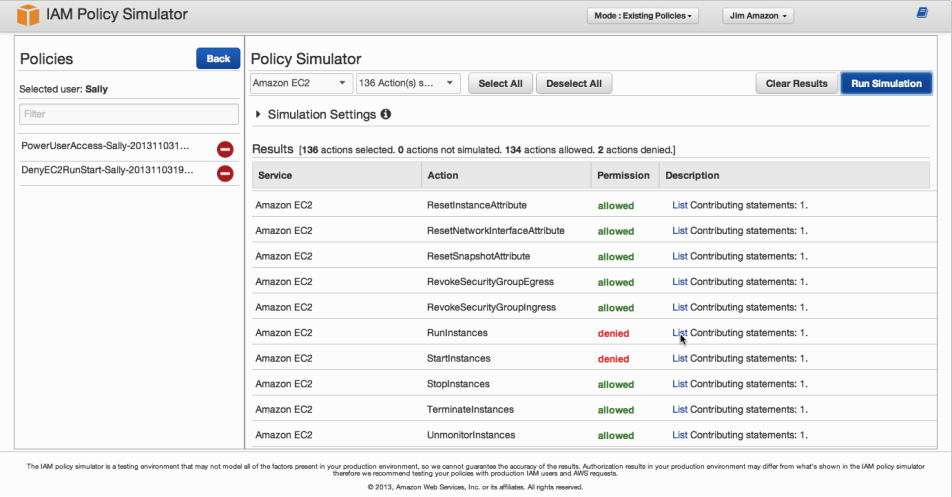 IAM Policy Simulator
Mode : Existing Policies
Jim Amazon
Policies
Back
Selected user: Sally
Filter
PowerUserAccess-Sally-201311031...
DenyEC2RunStart-Sally-2013110319...
Policy Simulator
Amazon EC2
136 Action(s) s...
Select All
Deselect All
Clear Results
Run Simulation
Simulation Settings
Results [136 actions selected. 0 actions not simulated. 134 actions allowed. 2 actions denied.]
Service Action Permission Description
Amazon EC2 ResetInstanceAttribute allowed List Contributing statements: 1.
Amazon EC2 ResetNetworkInterfaceAttribute allowed List Contributing statements: 1.
Amazon EC2 ResetSnapshotAttribute allowed List Contributing statements: 1.
Amazon EC2 RevokeSecurityGroupEgress allowed List Contributing statements: 1.
Amazon EC2 RevokeSecurityGroupIngress allowed List Contributing statements: 1.
Amazon EC2 RunInstances denied List Contributing statements: 1.
Amazon EC2 StartInstances denied List Contributing statements: 1.
Amazon EC2 StopInstances allowed List Contributing statements: 1.
Amazon EC2 TerminateInstances allowed List Contributing statements: 1.
Amazon EC2 UnmonitorInstances allowed List Contributing statements: 1.
The IAM policy simulator is a testing environment that may not model all of the factors present in your production environment, so we cannot guarantee the accuracy of the results. Authorization results in your production environment may differ from what's shown in the IAM policy simulator
therefore we recommend testing your policies with production IAM users and AWS requests.
© 2013, Amazon Web Services, Inc. or its affiliates. All rights reserved.